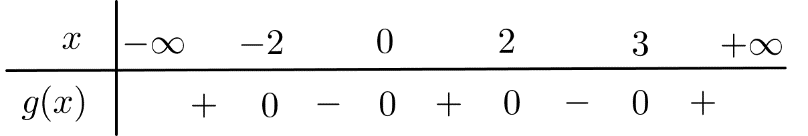 x −∞ −2 0 2 3 +∞
g(x) + 0 − 0 + 0 − 0 +